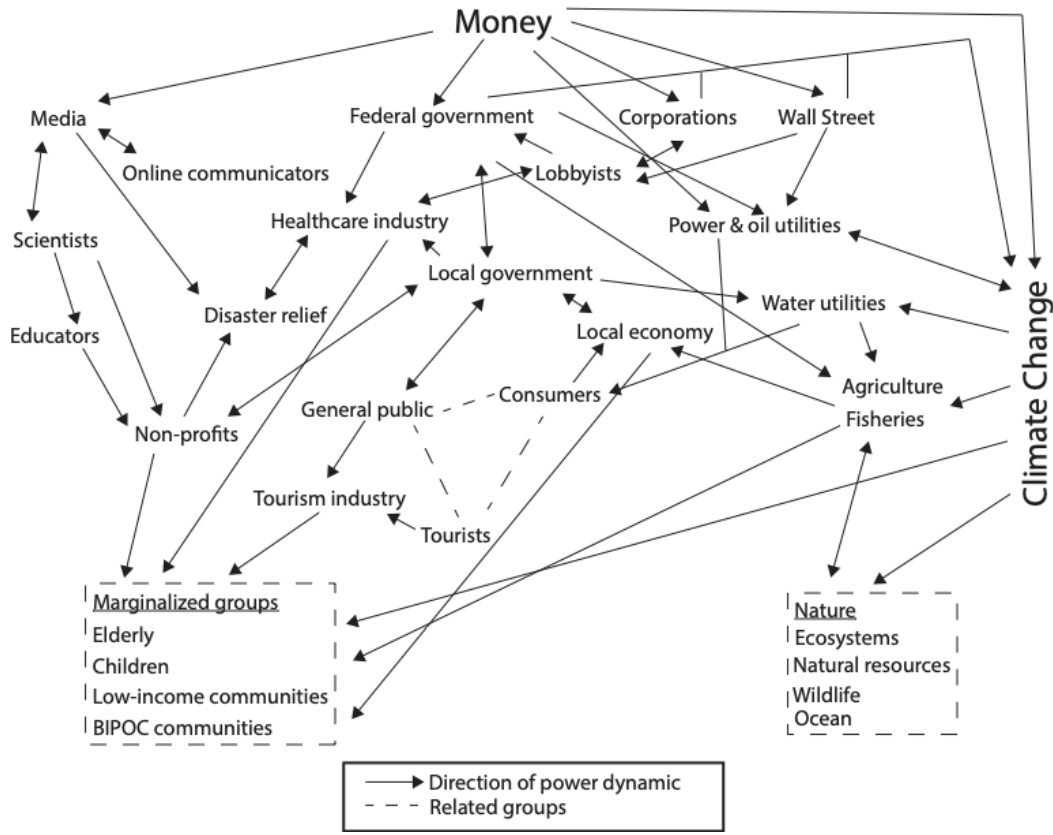 Money
Media
Federal government
Corporations
Wall Street
Online communicators
Lobbyists
Healthcare industry
Power & oil utilities
Scientists
Local government
Water utilities
Disaster relief
Educators
Local economy
Climate Change
Consumers
Agriculture
General public
Fisheries
Non-profits
Tourism industry
Tourists
Marginalized groups
Elderly
Children
Low-income communities
BIPOC communities
Nature
Ecosystems
Natural resources
Wildlife
Ocean
Direction of power dynamic
Related groups